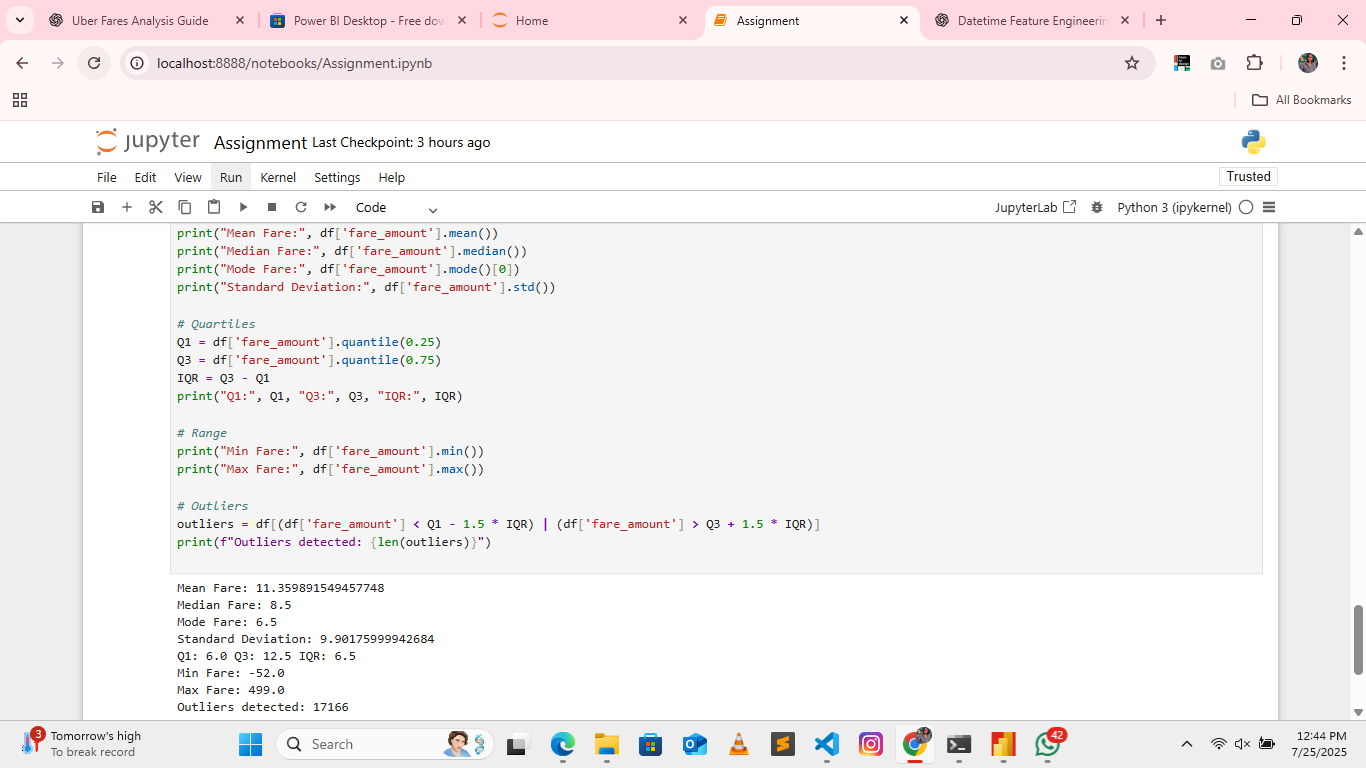 Uber Fares Analysis Guide
Power BI Desktop - Free dow
Home
Assignment
Datetime Feature Engineerin
localhost:8888/notebooks/Assignment.ipynb
All Bookmarks
jupyter Assignment Last Checkpoint: 3 hours ago
File Edit View Run Kernel Settings Help
Trusted
Code
JupyterLab
Python 3 (ipykernel)
print("Mean Fare:", df['fare_amount'].mean())
print("Median Fare:", df['fare_amount'].median())
print("Mode Fare:", df['fare_amount'].mode()[0])
print("Standard Deviation:", df['fare_amount'].std())
# Quartiles
Q1 = df['fare_amount'].quantile(0.25)
Q3 = df['fare_amount'].quantile(0.75)
IQR = Q3 - Q1
print("Q1:", Q1, "Q3:", Q3, "IQR:", IQR)
# Range
print("Min Fare:", df['fare_amount'].min())
print("Max Fare:", df['fare_amount'].max())
# Outliers
outliers = df[(df['fare_amount'] < Q1 - 1.5 * IQR) | (df['fare_amount'] > Q3 + 1.5 * IQR)]
print(f"Outliers detected: {len(outliers)}")
Mean Fare: 11.359891549457748
Median Fare: 8.5
Mode Fare: 6.5
Standard Deviation: 9.90175999942684
Q1: 6.0 Q3: 12.5 IQR: 6.5
Min Fare: -52.0
Max Fare: 499.0
Outliers detected: 17166
3
Tomorrow's high
To break record
Search
42
12:44 PM
7/25/2025